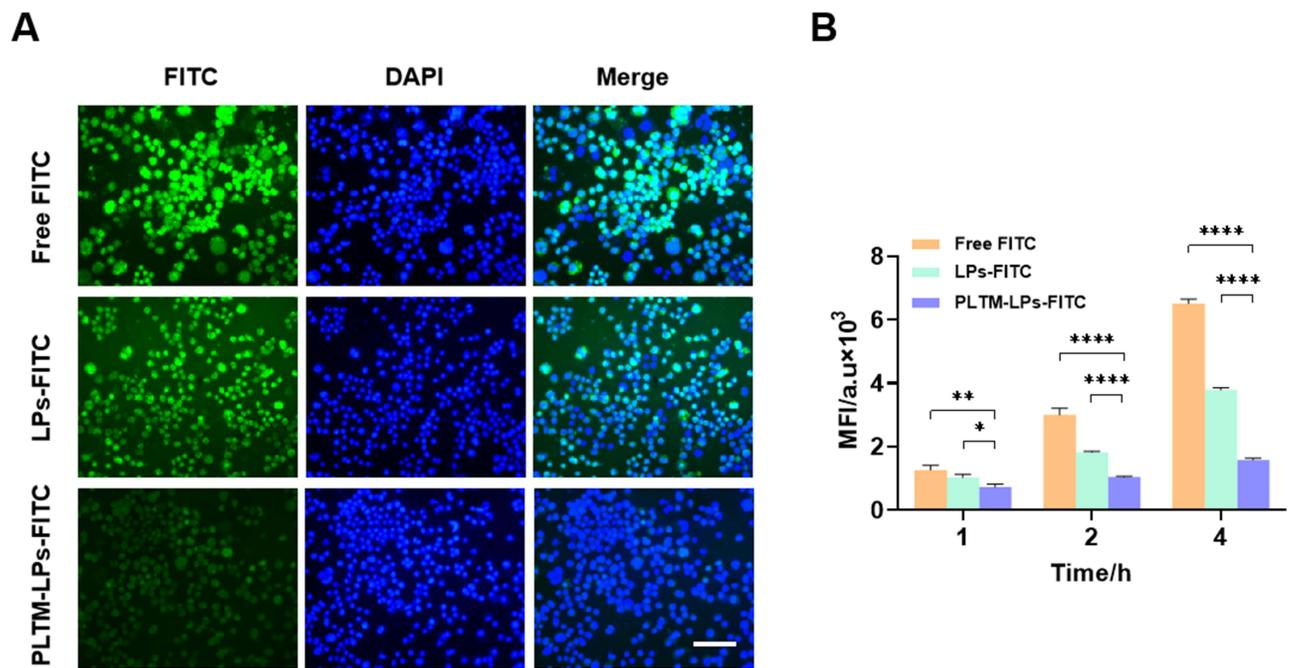 A
B
FITC DAPI Merge
Free FITC
LPs-FITC
PLTM-LPs-FITC
Free FITC
LPs-FITC
PLTM-LPs-FITC
MFI/a.u×10³
8
6
4
2
0
****
****
****
****
**
*
1 2 4
Time/h